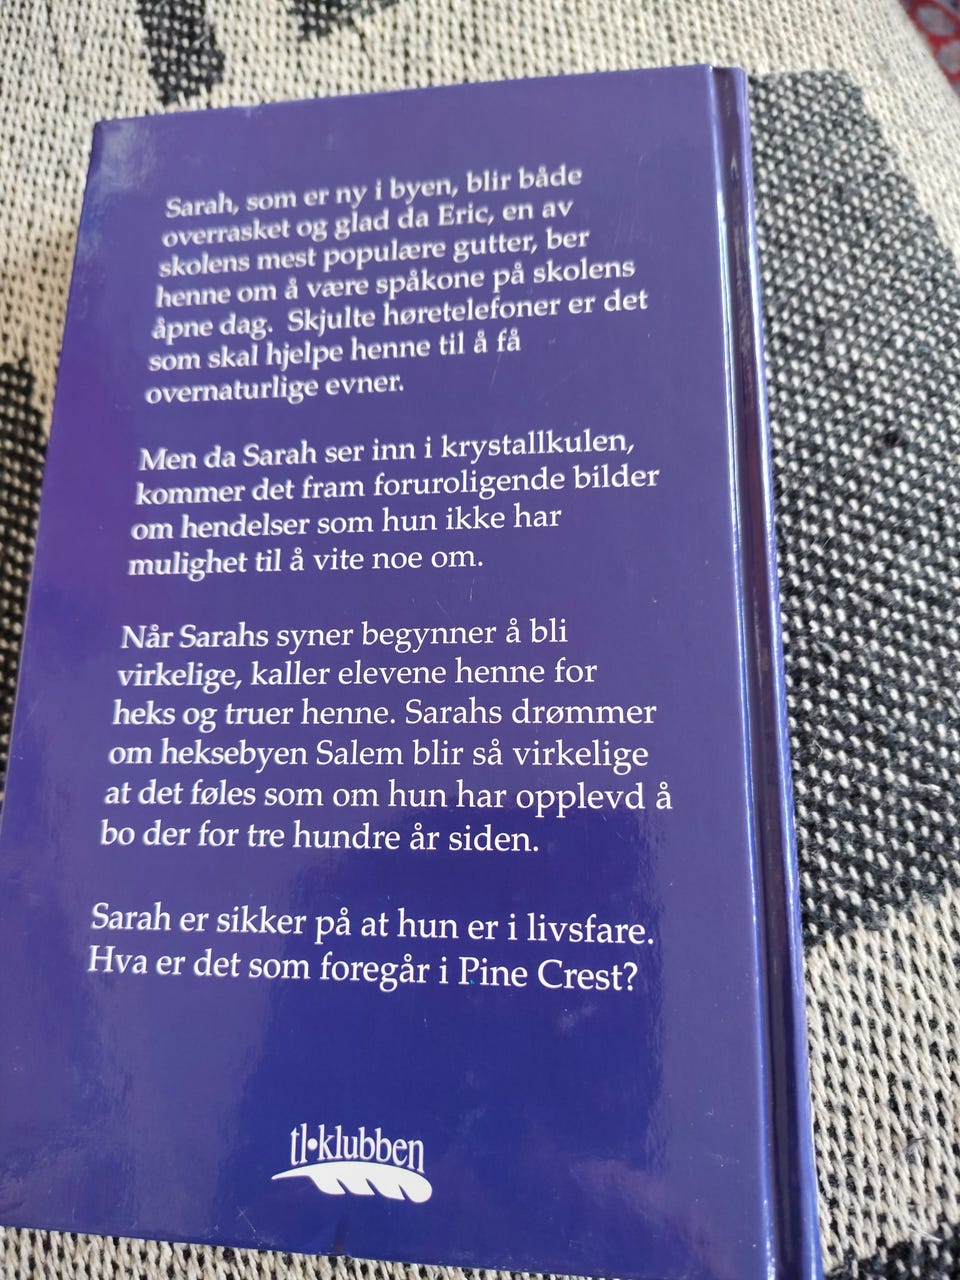 Sarah, som er ny i byen, blir både
overrasket og glad da Eric, en av
skolens mest populære gutter, ber
henne om å være spåkone på skolens
åpne dag. Skjulte høretelefoner er det
som skal hjelpe henne til å få
overnaturlige evner.
Men da Sarah ser inn i krystallkulen,
kommer det fram foruroligende bilder
om hendelser som hun ikke har
mulighet til å vite noe om.
Når Sarahs syner begynner å bli
virkelige, kaller elevene henne for
heks og truer henne. Sarahs drømmer
om heksebyen Salem blir så virkelige
at det føles som om hun har opplevd å
bo der for tre hundre år siden.
Sarah er sikker på at hun er i livsfare.
Hva er det som foregår i Pine Crest?
tl•klubben